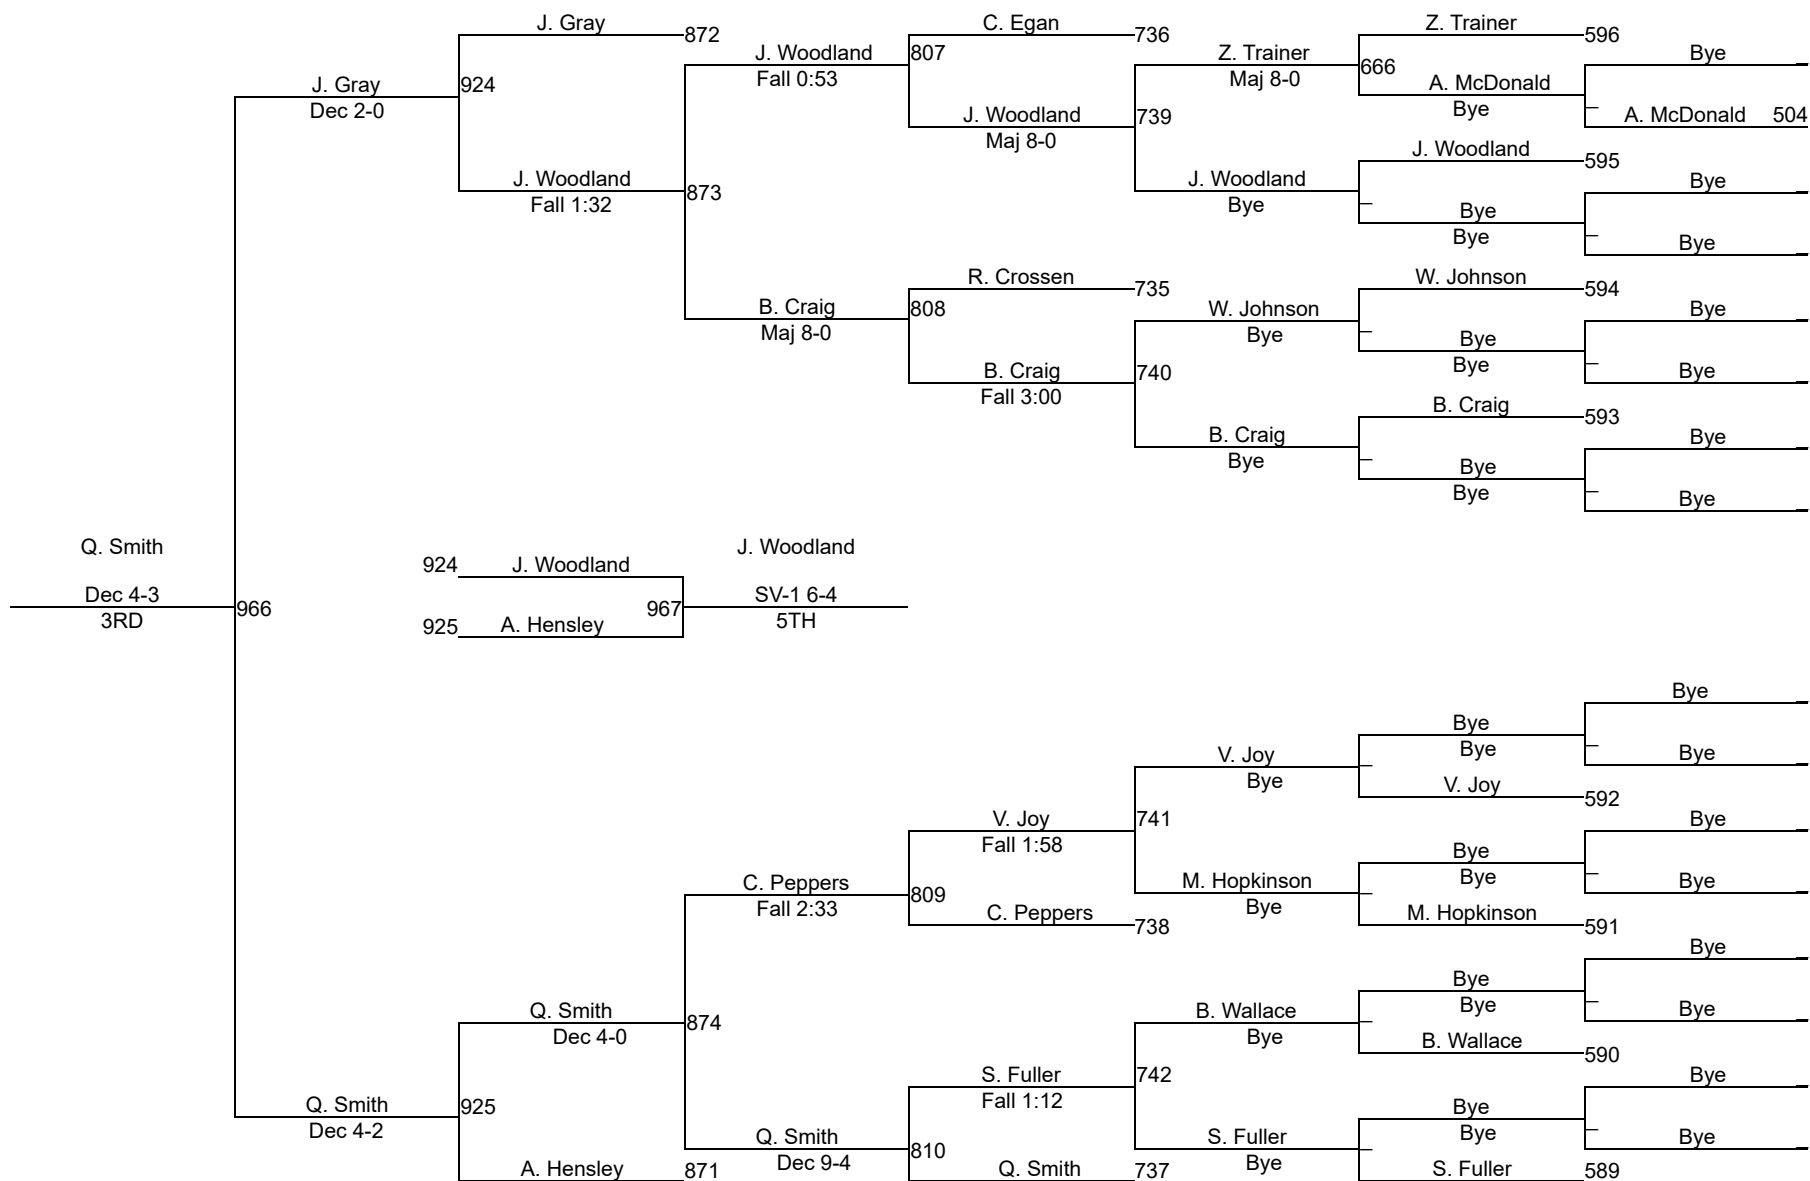 J. Gray 872 C. Egan 736 Z. Trainer 596
J. Woodland 807 Z. Trainer Bye
Fall 0:53 Maj 8-0 666
J. Gray 924 A. McDonald
Dec 2-0 Bye
J. Woodland 739 A. McDonald 504
Maj 8-0
J. Woodland 595
J. Woodland 873 J. Woodland Bye
Fall 1:32 Bye
Bye
Bye Bye
R. Crossen 735 W. Johnson 594
B. Craig 808 W. Johnson Bye
Maj 8-0 Bye
Bye
B. Craig 740 Bye Bye
Fall 3:00
B. Craig 593
B. Craig Bye
Bye
Bye
Bye Bye
Q. Smith J. Woodland
924 J. Woodland
Dec 4-3 966 967 SV-1 6-4
3RD 5TH
925 A. Hensley
Bye
Bye
V. Joy Bye Bye
Bye
V. Joy 592
V. Joy 741 Bye
Fall 1:58
Bye
C. Peppers M. Hopkinson Bye Bye
Fall 2:33 809 Bye
C. Peppers 738 M. Hopkinson 591
Bye
Bye
Q. Smith 874 B. Wallace Bye Bye
Dec 4-0 Bye
B. Wallace 590
S. Fuller 742 Bye
Fall 1:12
Q. Smith 925 Bye
Dec 4-2 Bye
Q. Smith 810 S. Fuller Bye
Dec 9-4 Bye
A. Hensley 871 Q. Smith 737 S. Fuller 589